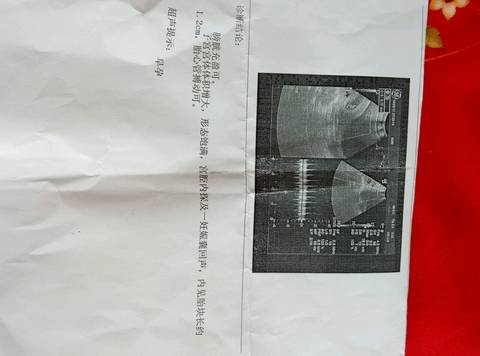 诊断结论：
膀胱充盈可。
子宫宫体体积增大，形态饱满，宫腔内探及一妊娠囊回声，内见胎块长约
1.2cm，胎心管搏动可。
超声提示：早孕